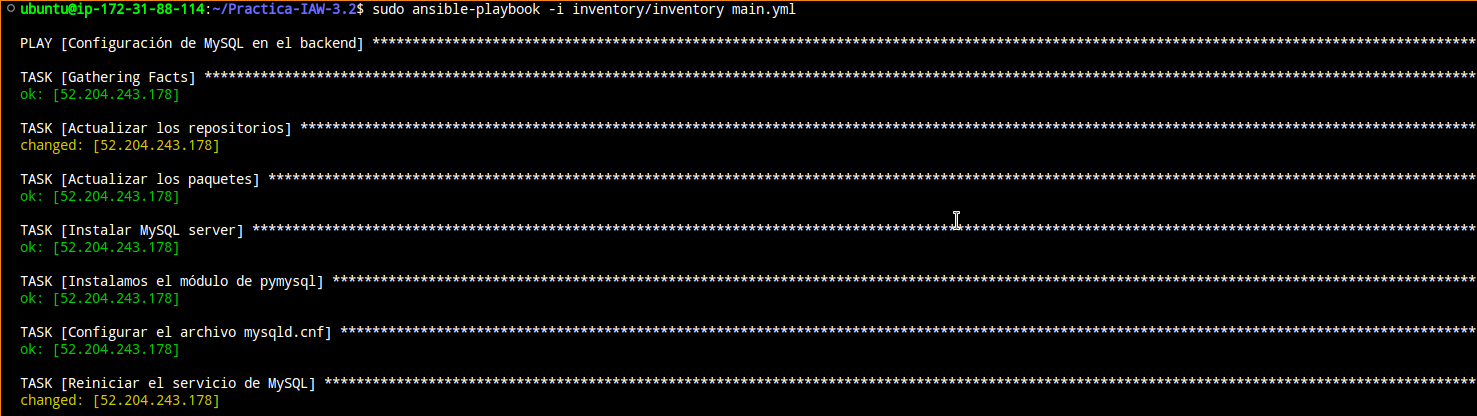 ubuntu@ip-172-31-88-114:~/Practica-IAW-3.2$ sudo ansible-playbook -i inventory/inventory main.yml
PLAY [Configuración de MySQL en el backend] ********************************************************************************************************************************************
TASK [Gathering Facts] *****************************************************************************************************************************************************************
ok: [52.204.243.178]
TASK [Actualizar los repositorios] *****************************************************************************************************************************************************
changed: [52.204.243.178]
TASK [Actualizar los paquetes] *********************************************************************************************************************************************************
ok: [52.204.243.178]
TASK [Instalar MySQL server] ***********************************************************************************************************************************************************
ok: [52.204.243.178]
TASK [Instalamos el módulo de pymysql] *************************************************************************************************************************************************
ok: [52.204.243.178]
TASK [Configurar el archivo mysqld.cnf] ************************************************************************************************************************************************
ok: [52.204.243.178]
TASK [Reiniciar el servicio de MySQL] **************************************************************************************************************************************************
changed: [52.204.243.178]